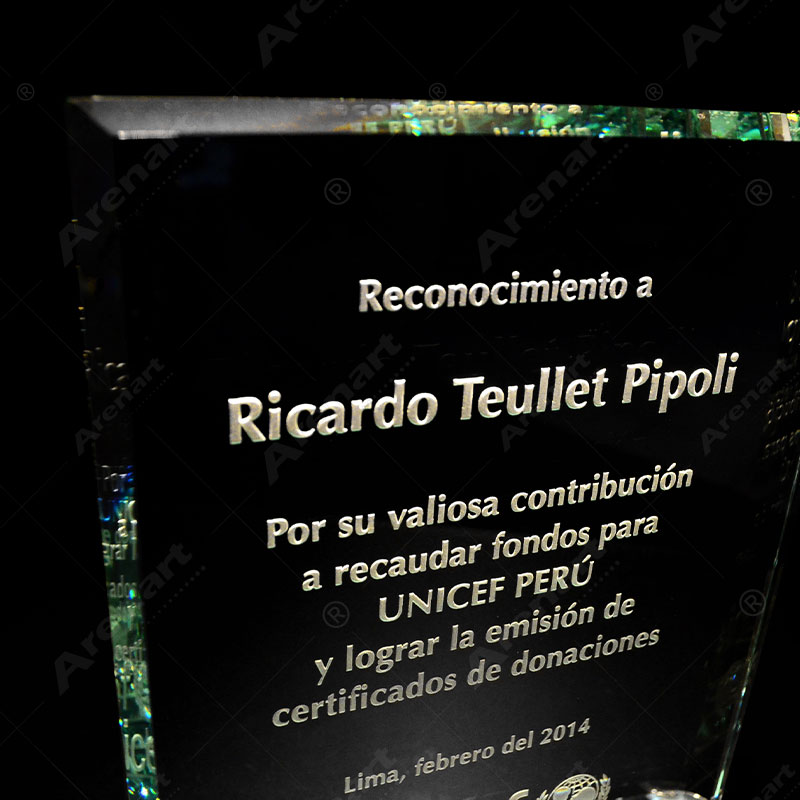 Reconocimiento a
Ricardo Teullet Pipoli
Por su valiosa contribución
a recaudar fondos para
UNICEF PERÚ
y lograr la emisión de
certificados de donaciones
Lima, febrero del 2014
Arenart